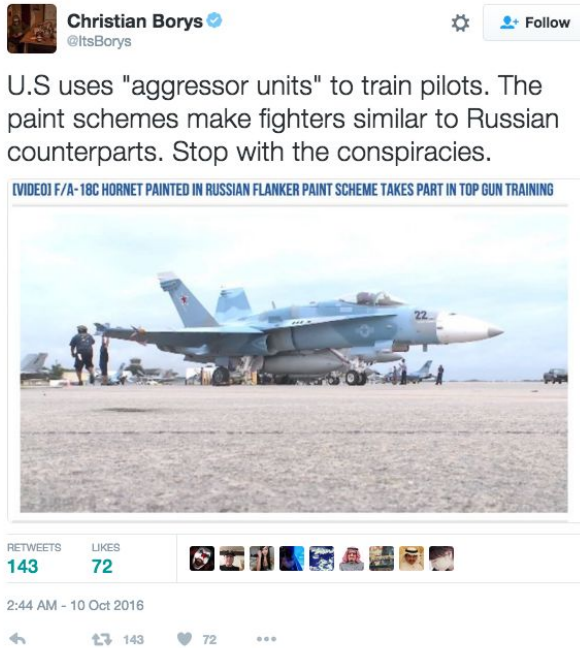 Christian Borys
@ItsBorys
Follow
U.S uses "aggressor units" to train pilots. The
paint schemes make fighters similar to Russian
counterparts. Stop with the conspiracies.
[VIDEO] F/A-18C HORNET PAINTED IN RUSSIAN FLANKER PAINT SCHEME TAKES PART IN TOP GUN TRAINING
22
RETWEETS LIKES
143 72
2:44 AM - 10 Oct 2016
143 72